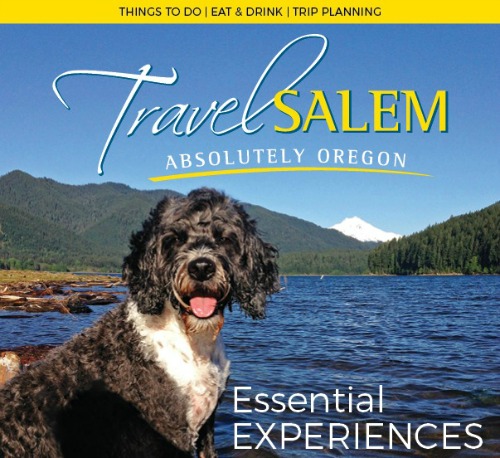 THINGS TO DO | EAT & DRINK | TRIP PLANNING
Travel SALEM
ABSOLUTELY OREGON
Essential
EXPERIENCES